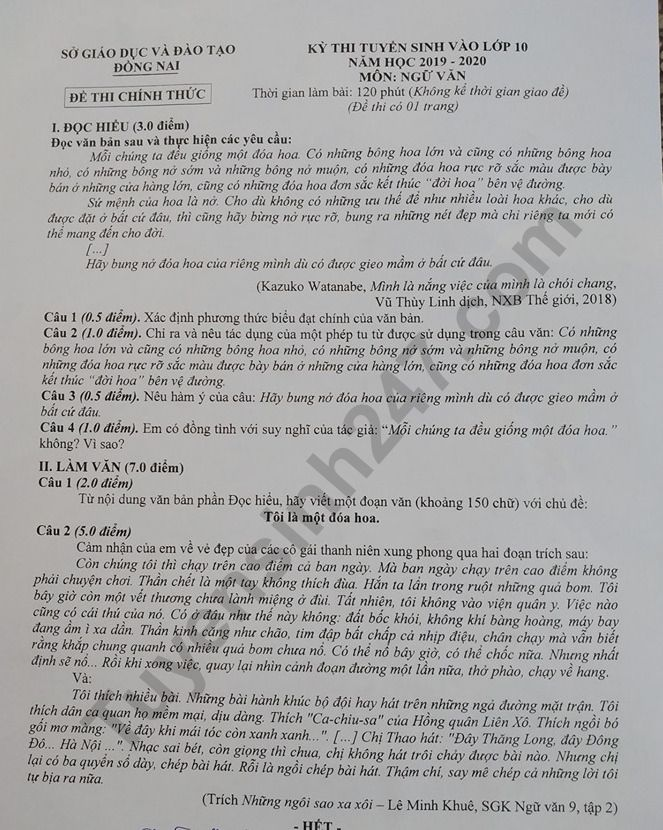 SỞ GIÁO DỤC VÀ ĐÀO TẠO
ĐỒNG NAI
ĐỀ THI CHÍNH THỨC
KỲ THI TUYỂN SINH VÀO LỚP 10
NĂM HỌC 2019 - 2020
MÔN: NGỮ VĂN
Thời gian làm bài: 120 phút (Không kể thời gian giao đề)
(Đề thi có 01 trang)
I. ĐỌC HIỂU (3.0 điểm)
Đọc văn bản sau và thực hiện các yêu cầu:
Mỗi chúng ta đều giống một đóa hoa. Có những bông hoa lớn và cũng có những bông hoa
nhỏ, có những bông nở sớm và những bông nở muộn, có những đóa hoa rực rỡ sắc màu được bày
bán ở những cửa hàng lớn, cũng có những đóa hoa đơn sắc kết thúc "đời hoa" bên vệ đường.
Sứ mệnh của hoa là nở. Cho dù không có những ưu thế để như nhiều loài hoa khác, cho dù
được đặt ở bất cứ đâu, thì cũng hãy bừng nở rực rỡ, bung ra những nét đẹp mà chỉ riêng ta mới có
thể mang đến cho đời.
[...]
Hãy bung nở đóa hoa của riêng mình dù có được gieo mầm ở bất cứ đâu.
(Kazuko Watanabe, Mình là nắng việc của mình là chói chang,
Vũ Thùy Linh dịch, NXB Thế giới, 2018)
Câu 1 (0.5 điểm). Xác định phương thức biểu đạt chính của văn bản.
Câu 2 (1.0 điểm). Chỉ ra và nêu tác dụng của một phép tu từ được sử dụng trong câu văn: Có những
bông hoa lớn và cũng có những bông hoa nhỏ, có những bông nở sớm và những bông nở muộn, có
những đóa hoa rực rỡ sắc màu được bày bán ở những cửa hàng lớn, cũng có những đóa hoa đơn sắc
kết thúc "đời hoa" bên vệ đường.
Câu 3 (0.5 điểm). Nêu hàm ý của câu: Hãy bung nở đóa hoa của riêng mình dù có được gieo mầm ở
bất cứ đâu.
Câu 4 (1.0 điểm). Em có đồng tình với suy nghĩ của tác giả: "Mỗi chúng ta đều giống một đóa hoa."
không? Vì sao?
II. LÀM VĂN (7.0 điểm)
Câu 1 (2.0 điểm)
Từ nội dung văn bản phần Đọc hiểu, hãy viết một đoạn văn (khoảng 150 chữ) với chủ đề:
Tôi là một đóa hoa.
Câu 2 (5.0 điểm)
Cảm nhận của em về vẻ đẹp của các cô gái thanh niên xung phong qua hai đoạn trích sau:
Còn chúng tôi thì chạy trên cao điểm cả ban ngày. Mà ban ngày chạy trên cao điểm không
phải chuyện chơi. Thần chết là một tay không thích đùa. Hắn ta lẩn trong ruột những quả bom. Tôi
bây giờ còn một vết thương chưa lành miệng ở đùi. Tất nhiên, tôi không vào viện quân y. Việc nào
cũng có cái thú của nó. Có ở đâu như thế này không: đất bốc khói, không khí bàng hoàng, máy bay
đang ầm ì xa dần. Thần kinh căng như chão, tim đập bất chấp cả nhịp điệu, chân chạy mà vẫn biết
rằng khắp chung quanh có nhiều quả bom chưa nổ. Có thể nổ bây giờ, có thể chốc nữa. Nhưng nhất
định sẽ nổ... Rồi khi xong việc, quay lại nhìn cảnh đoạn đường một lần nữa, thở phào, chạy về hang.
Và:
Tôi thích nhiều bài. Những bài hành khúc bộ đội hay hát trên những ngả đường mặt trận. Tôi
thích dân ca quan họ mềm mại, dịu dàng. Thích "Ca-chiu-sa" của Hồng quân Liên Xô. Thích ngồi bó
gối mơ màng: "Về đây khi mái tóc còn xanh xanh...". [...] Chị Thao hát: "Đây Thăng Long, đây Đông
Đô... Hà Nội ...". Nhạc sai bét, còn giọng thì chua, chị không hát trôi chảy được bài nào. Nhưng chị
lại có ba quyển sổ dày, chép bài hát. Rỗi là ngồi chép bài hát. Thậm chí, say mê chép cả những lời tôi
tự bịa ra nữa.
(Trích Những ngôi sao xa xôi – Lê Minh Khuê, SGK Ngữ văn 9, tập 2)
- HẾT -
Tuyensinh247.com